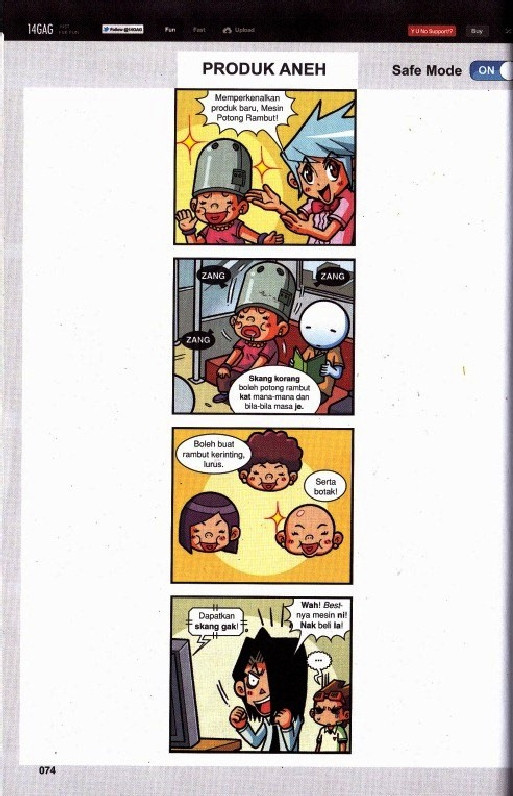 14GAG
Follow @14GAG
Fun
Fast
Upload
Y U No Support!?
Buy
PRODUK ANEH
Safe Mode
ON
Memperkenalkan
produk baru, Mesin
Potong Rambut!
ZANG
ZANG
ZANG
Skang korang
boleh potong rambut
kat mana-mana dan
bila-bila masa je.
Boleh buat
rambut kerinting,
lurus.
Serta
botak!
Dapatkan
skang gak!
Wah! Best-
nya mesin ni!
Nak beli la!
...
074